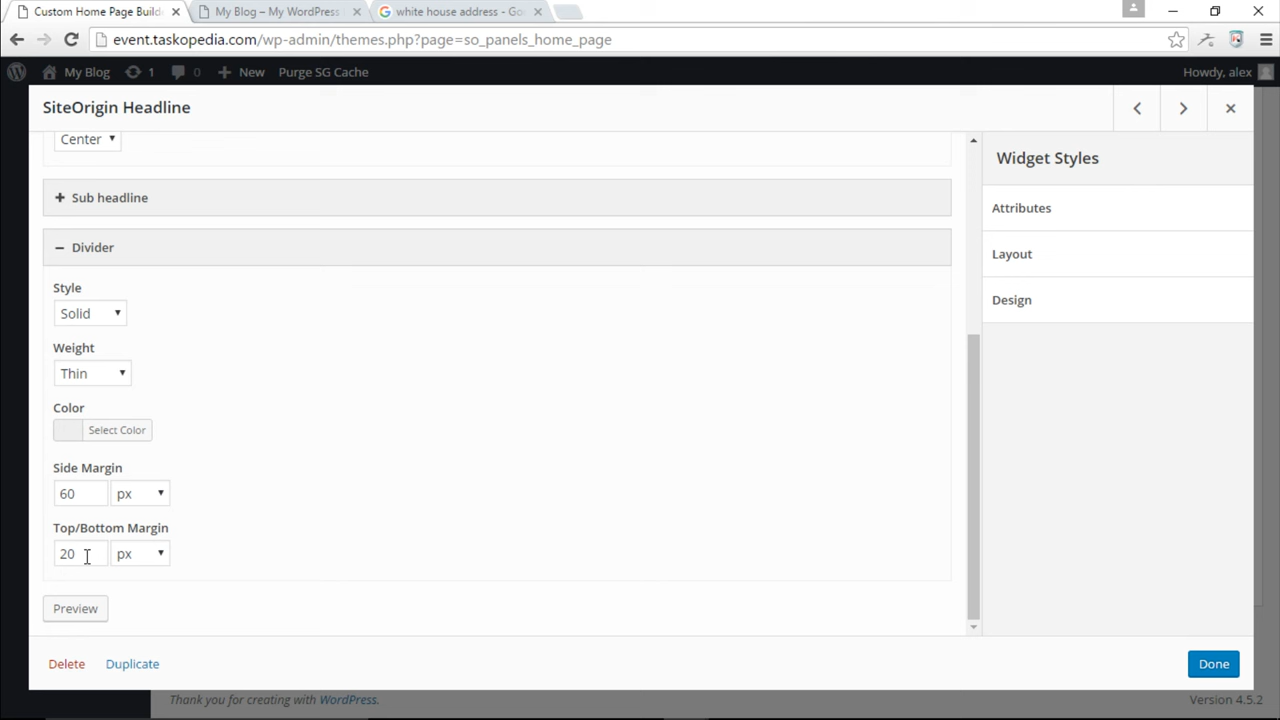 Custom Home Page Build
My Blog – My WordPress
white house address - Go
event.taskopedia.com/wp-admin/themes.php?page=so_panels_home_page
My Blog 1 0 New Purge SG Cache Howdy, alex
SiteOrigin Headline
Center
Sub headline
Divider
Style
Solid
Weight
Thin
Color
Select Color
Side Margin
60 px
Top/Bottom Margin
20 px
Preview
Widget Styles
Attributes
Layout
Design
Delete Duplicate Done
Thank you for creating with WordPress. Version 4.5.2